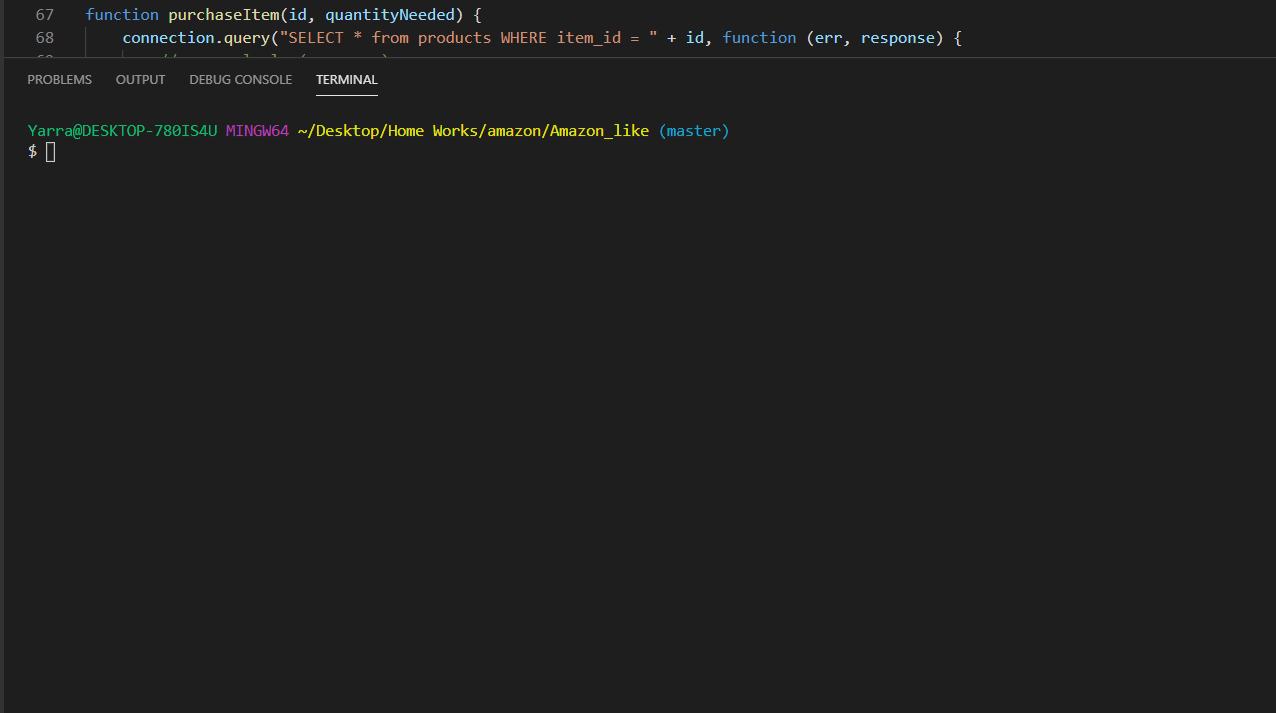 67 function purchaseItem(id, quantityNeeded) {
68 connection.query("SELECT * from products WHERE item_id = " + id, function (err, response) {
PROBLEMS OUTPUT DEBUG CONSOLE TERMINAL
Yarra@DESKTOP-780IS4U MINGW64 ~/Desktop/Home Works/amazon/Amazon_like (master)
$